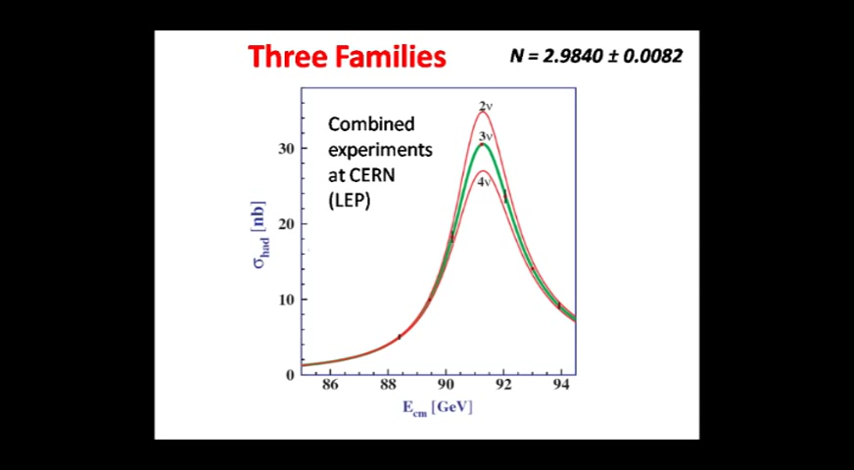 Three Families
N = 2.9840 ± 0.0082
Combined
experiments
at CERN
(LEP)
2ν
3ν
4ν
30
20
10
0
σhad [nb]
86 88 90 92 94
Ecm [GeV]